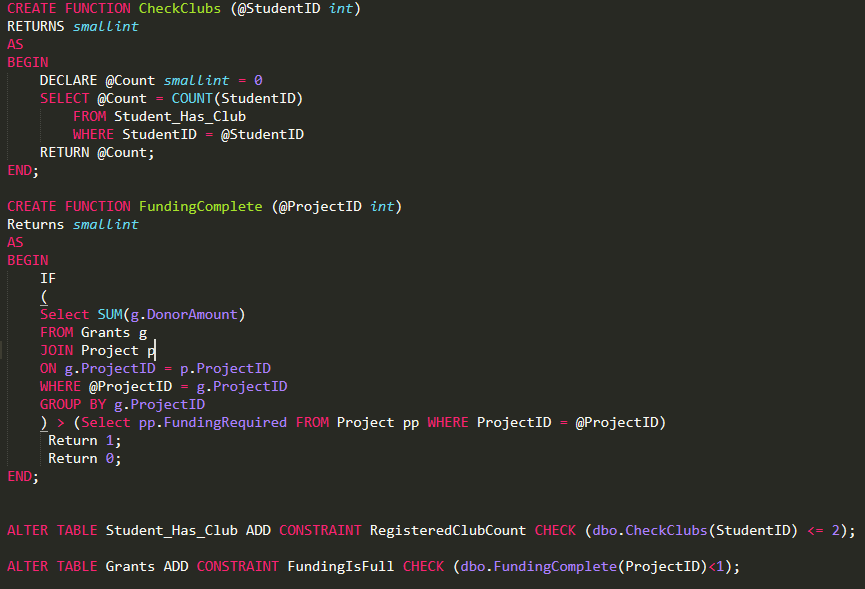 CREATE FUNCTION CheckClubs (@StudentID int)
RETURNS smallint
AS
BEGIN
    DECLARE @Count smallint = 0
    SELECT @Count = COUNT(StudentID)
        FROM Student_Has_Club
        WHERE StudentID = @StudentID
    RETURN @Count;
END;

CREATE FUNCTION FundingComplete (@ProjectID int)
Returns smallint
AS
BEGIN
    IF
    (
    Select SUM(g.DonorAmount)
    FROM Grants g
    JOIN Project p
    ON g.ProjectID = p.ProjectID
    WHERE @ProjectID = g.ProjectID
    GROUP BY g.ProjectID
    ) > (Select pp.FundingRequired FROM Project pp WHERE ProjectID = @ProjectID)
     Return 1;
     Return 0;
END;

ALTER TABLE Student_Has_Club ADD CONSTRAINT RegisteredClubCount CHECK (dbo.CheckClubs(StudentID) <= 2);

ALTER TABLE Grants ADD CONSTRAINT FundingIsFull CHECK (dbo.FundingComplete(ProjectID)<1);